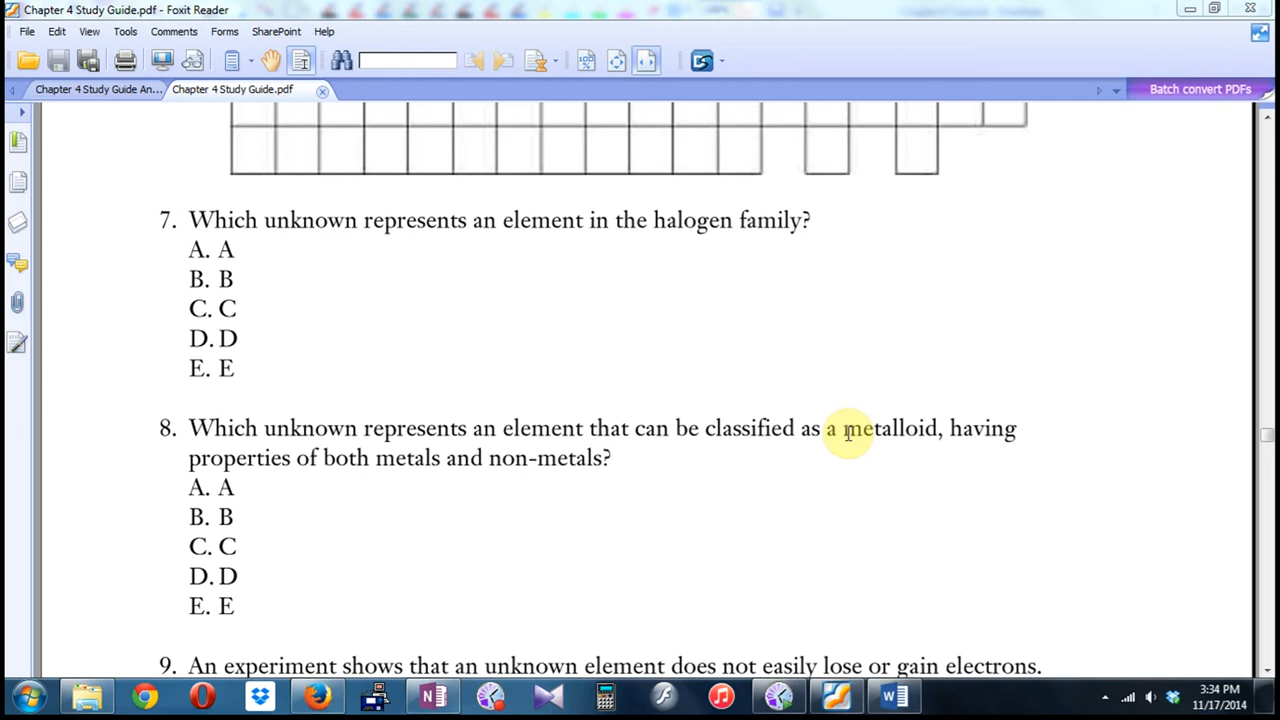 Chapter 4 Study Guide.pdf - Foxit Reader
File Edit View Tools Comments Forms SharePoint Help
Chapter 4 Study Guide An... Chapter 4 Study Guide.pdf Batch convert PDFs
7. Which unknown represents an element in the halogen family?
A. A
B. B
C. C
D. D
E. E
8. Which unknown represents an element that can be classified as a metalloid, having
properties of both metals and non-metals?
A. A
B. B
C. C
D. D
E. E
9. An experiment shows that an unknown element does not easily lose or gain electrons.
3:34 PM
11/17/2014